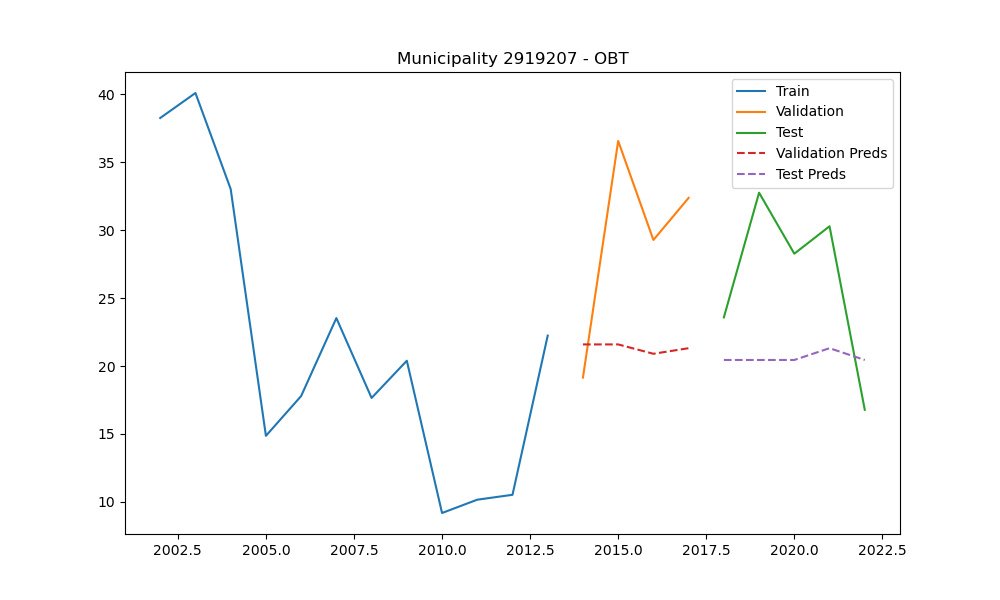 Municipality 2919207 - OBT
Train
Validation
Test
Validation Preds
Test Preds
40
35
30
25
20
15
10
2002.5 2005.0 2007.5 2010.0 2012.5 2015.0 2017.5 2020.0 2022.5